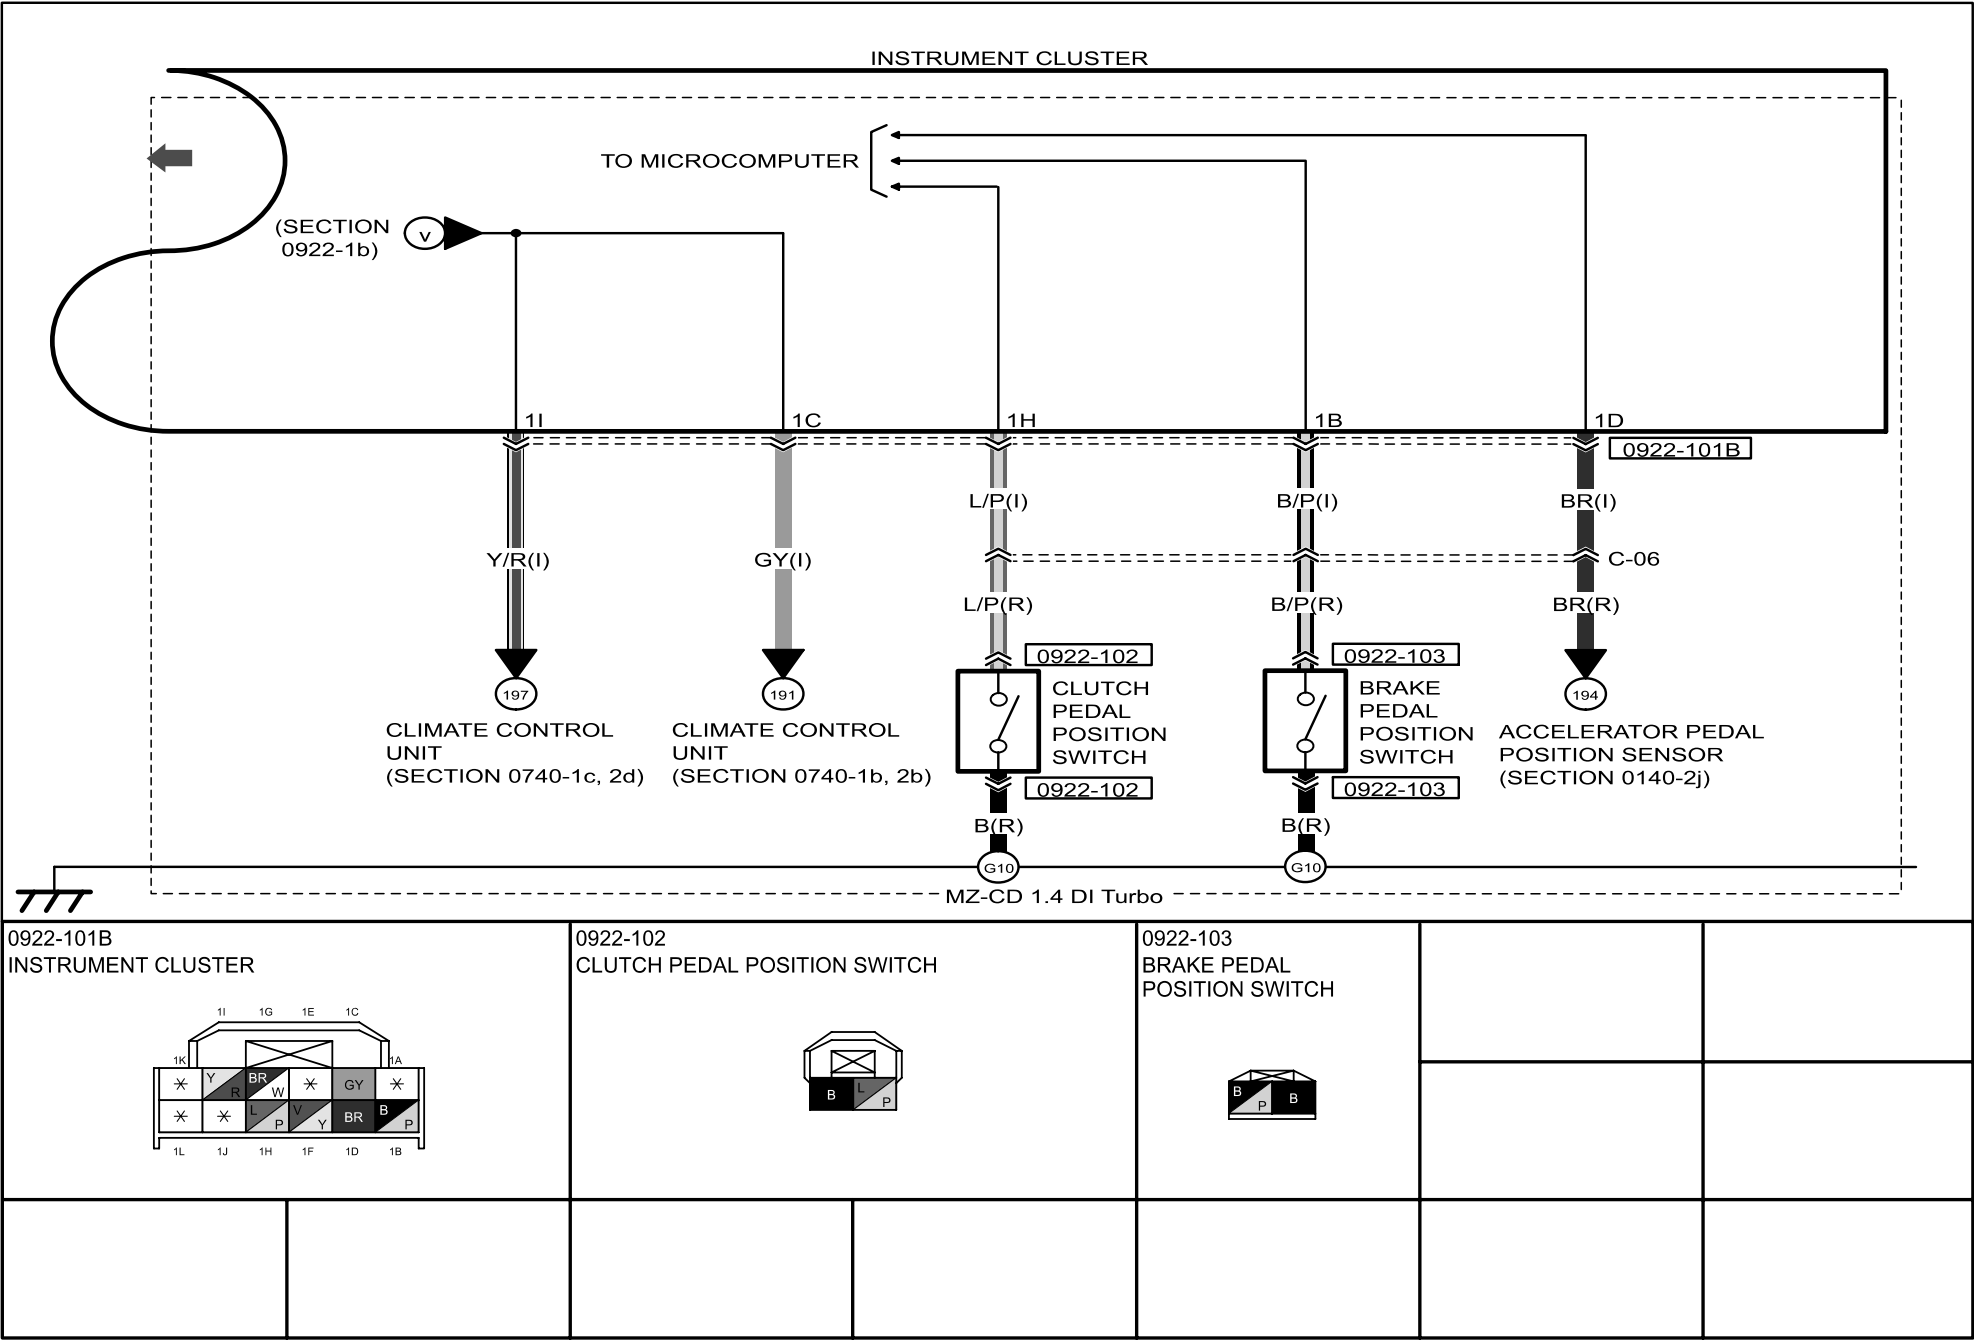 INSTRUMENT CLUSTER
TO MICROCOMPUTER
(SECTION
0922-1b)
v
1I
1C
1H
1B
1D
0922-101B
L/P(I)
B/P(I)
BR(I)
Y/R(I)
GY(I)
C-06
L/P(R)
B/P(R)
BR(R)
0922-102
0922-103
197
191
194
CLUTCH
PEDAL
POSITION
SWITCH
BRAKE
PEDAL
POSITION
SWITCH
CLIMATE CONTROL
UNIT
(SECTION 0740-1c, 2d)
CLIMATE CONTROL
UNIT
(SECTION 0740-1b, 2b)
ACCELERATOR PEDAL
POSITION SENSOR
(SECTION 0140-2j)
0922-102
0922-103
B(R)
B(R)
G10
G10
MZ-CD 1.4 DI Turbo
0922-101B
INSTRUMENT CLUSTER
1I 1G 1E 1C
1K 1A
* Y R BR W * GY *
* * L P V Y BR B P
1L 1J 1H 1F 1D 1B
0922-102
CLUTCH PEDAL POSITION SWITCH
B L P
0922-103
BRAKE PEDAL
POSITION SWITCH
B P B